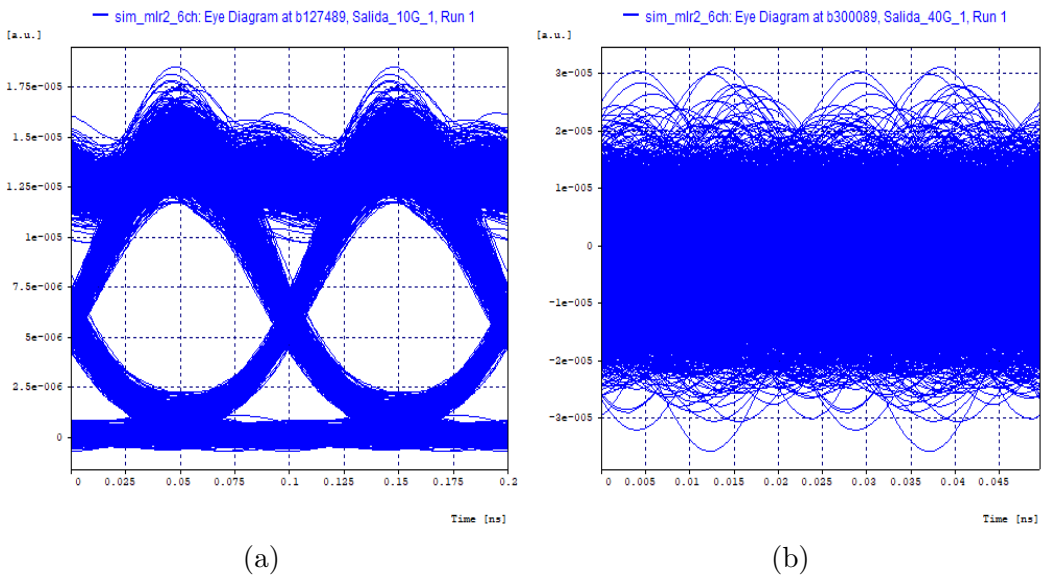 sim_mlr2_6ch: Eye Diagram at b127489, Salida_10G_1, Run 1
[a.u.]
1.75e-005
1.5e-005
1.25e-005
1e-005
7.5e-006
5e-006
2.5e-006
0
0 0.025 0.05 0.075 0.1 0.125 0.15 0.175 0.2
Time [ns]
(a)
sim_mlr2_6ch: Eye Diagram at b300089, Salida_40G_1, Run 1
[a.u.]
3e-005
2e-005
1e-005
0
-1e-005
-2e-005
-3e-005
0 0.005 0.01 0.015 0.02 0.025 0.03 0.035 0.04 0.045
Time [ns]
(b)